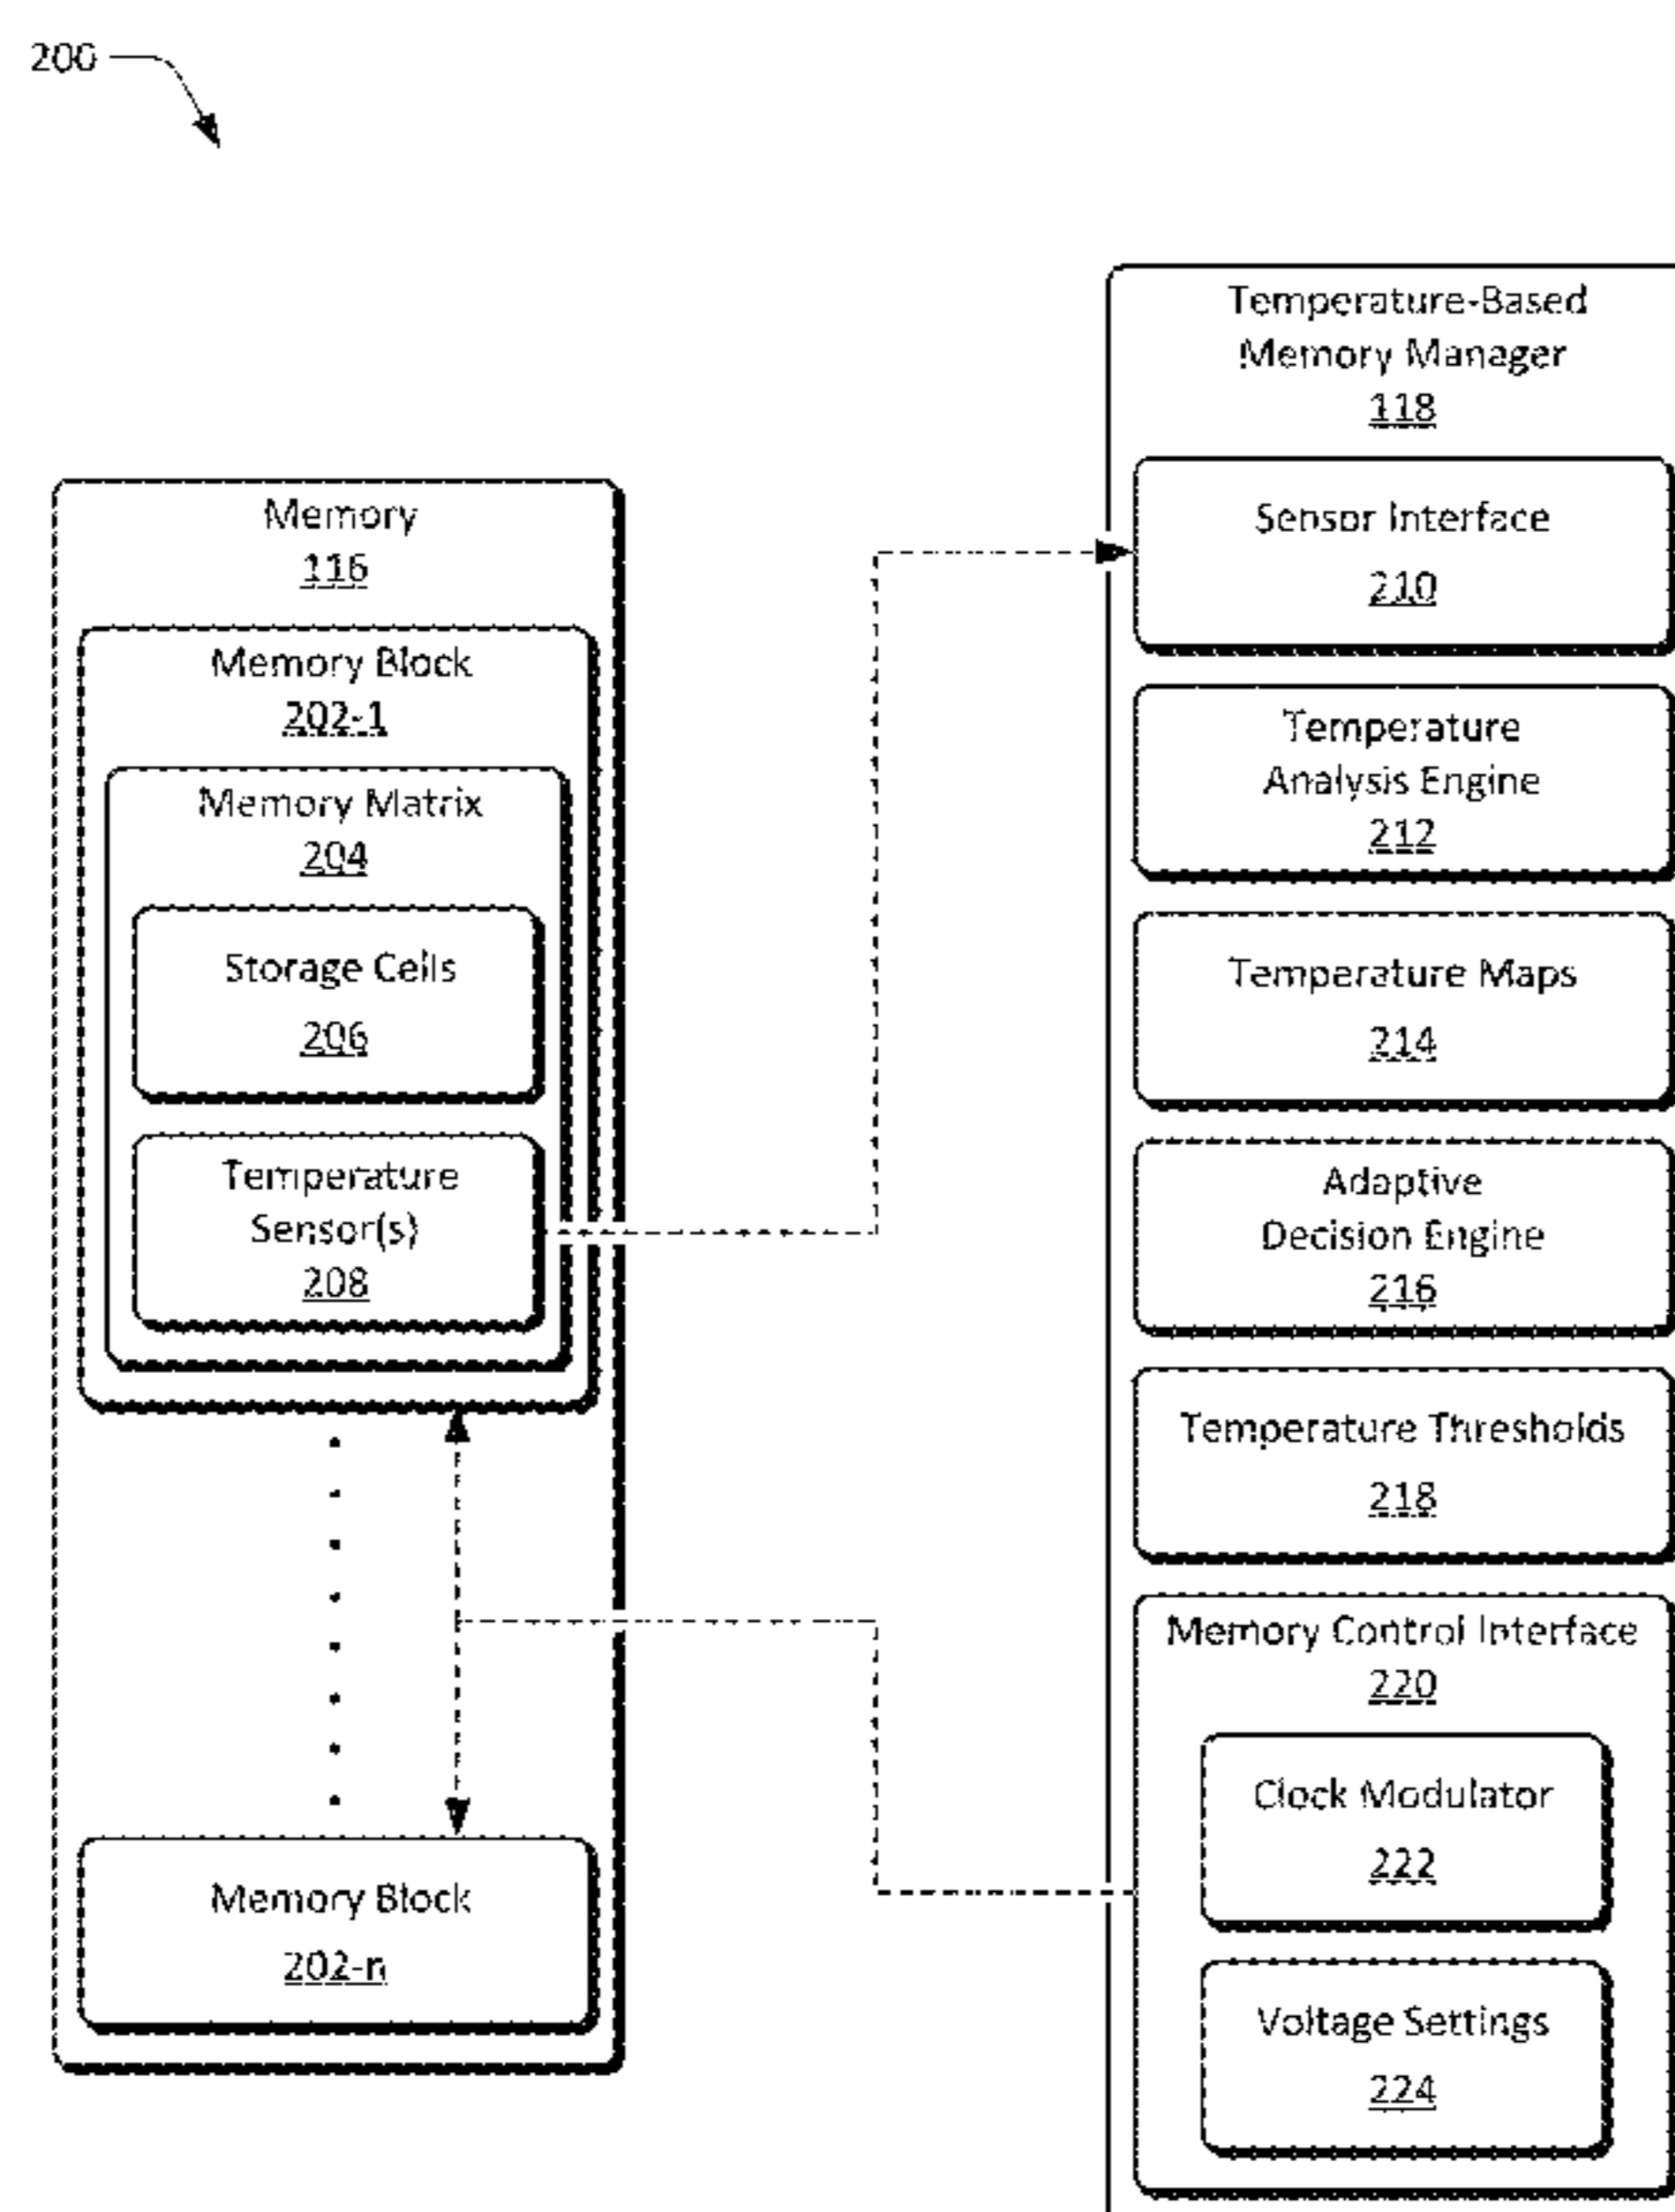 200
Memory
116
Memory Block
202-1
Memory Matrix
204
Storage Cells
206
Temperature
Sensor(s)
208
Memory Block
202-n
Temperature-Based
Memory Manager
118
Sensor Interface
210
Temperature
Analysis Engine
212
Temperature Maps
214
Adaptive
Decision Engine
216
Temperature Thresholds
218
Memory Control Interface
220
Clock Modulator
222
Voltage Settings
224